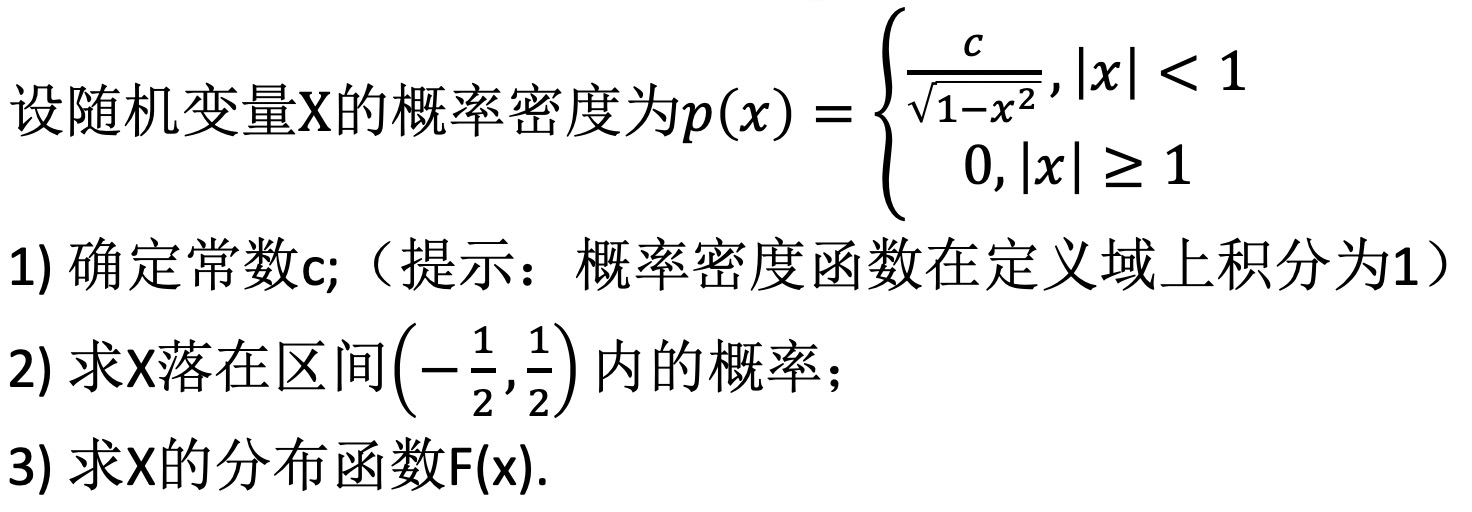 设随机变量X的概率密度为$p(x) = \begin{cases} \frac{c}{\sqrt{1-x^2}}, |x| < 1 \\ 0, |x| \geq 1 \end{cases}$
1) 确定常数c;（提示：概率密度函数在定义域上积分为1）
2) 求X落在区间$\left(-\frac{1}{2}, \frac{1}{2}\right)$内的概率；
3) 求X的分布函数F(x).